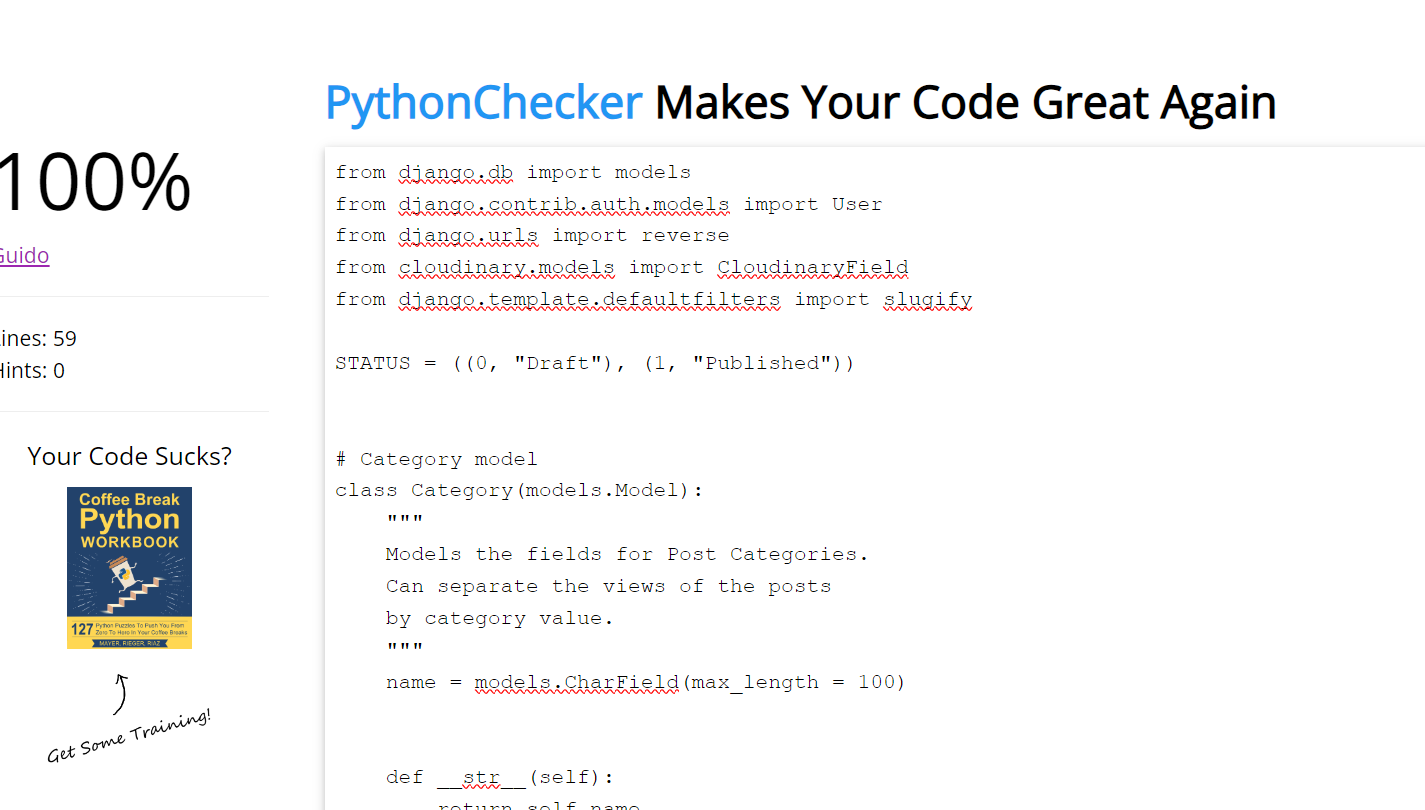 PythonChecker Makes Your Code Great Again
100%
Guido
Lines: 59
Hints: 0
Your Code Sucks?
Coffee Break
Python
WORKBOOK
127 Python Puzzles To Push You From
Zero To Hero in Your Coffee Breaks
MAYER, RIEGER, RIAZ
Get Some Training!
from django.db import models
from django.contrib.auth.models import User
from django.urls import reverse
from cloudinary.models import CloudinaryField
from django.template.defaultfilters import slugify
STATUS = ((0, "Draft"), (1, "Published"))
# Category model
class Category(models.Model):
    """
    Models the fields for Post Categories.
    Can separate the views of the posts
    by category value.
    """
    name = models.CharField(max_length = 100)
    def __str__(self):
        return self.name